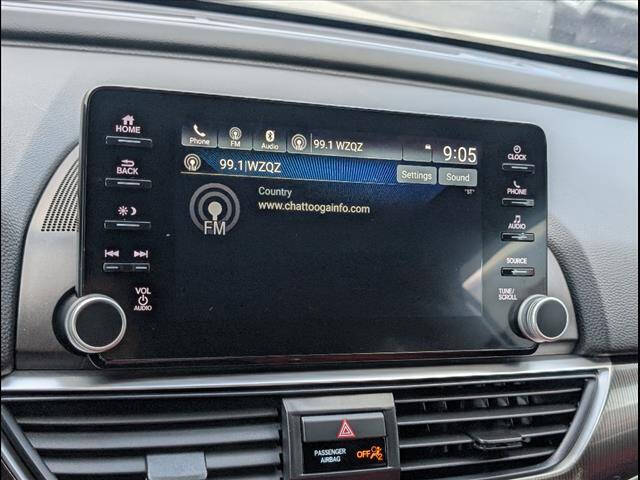 HOME
BACK
VOL
AUDIO
Phone
FM
Audio
99.1 WZQZ
9:05
99.1|WZQZ
Settings
Sound
FM
Country
www.chattoogainfo.com
"ST"
CLOCK
PHONE
AUDIO
SOURCE
TUNE/
SCROLL
PASSENGER
AIRBAG
OFF
2